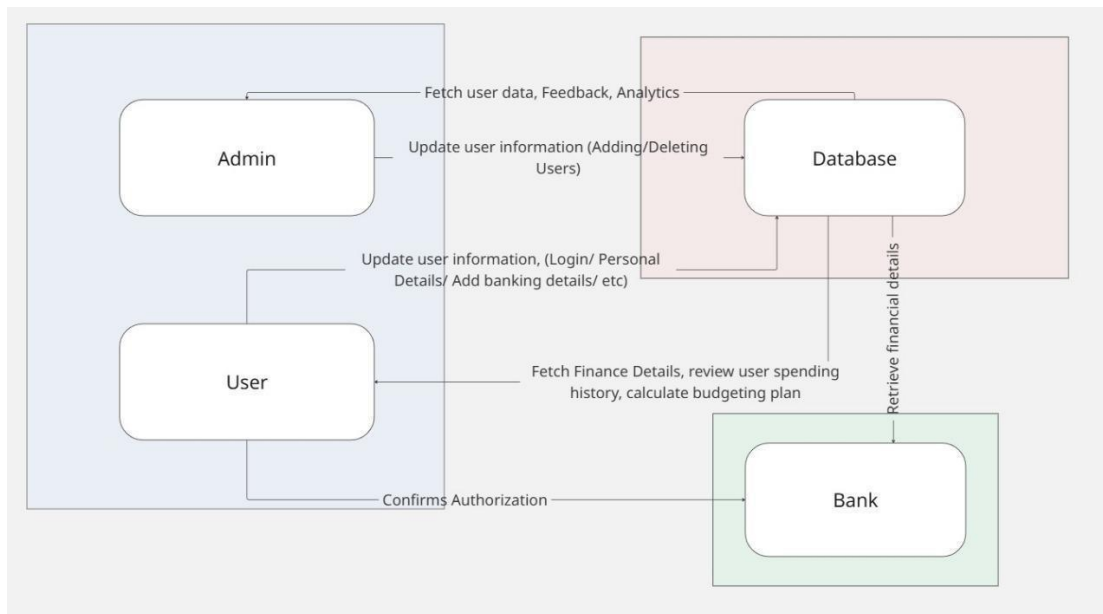 Fetch user data, Feedback, Analytics
Admin
Update user information (Adding/Deleting
Users)
Database
Update user information, (Login/ Personal
Details/ Add banking details/ etc)
Retrieve financial details
User
Fetch Finance Details, review user spending
history, calculate budgeting plan
Confirms Authorization
Bank